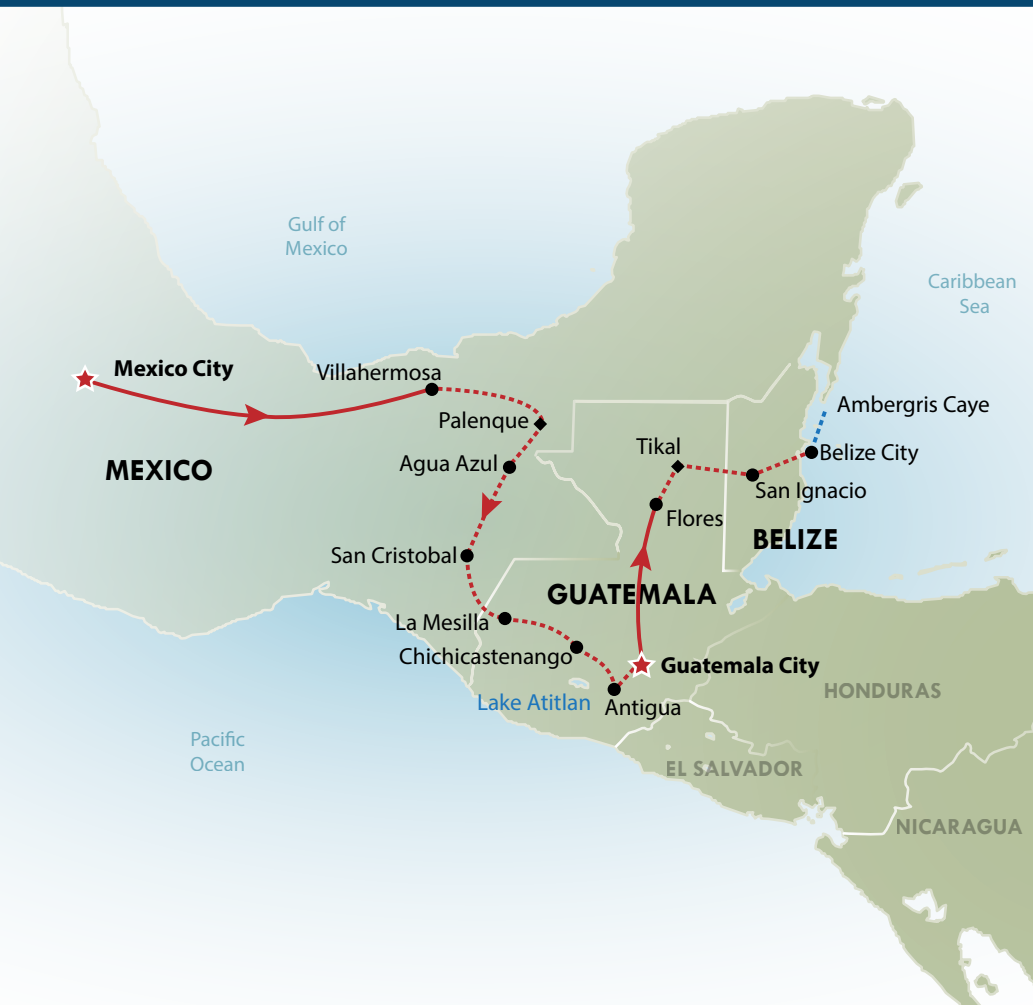 Gulf of
Mexico
Caribbean
Sea
Mexico City
Villahermosa
Ambergris Caye
Palenque
Tikal
Belize City
MEXICO
Agua Azul
San Ignacio
Flores
BELIZE
San Cristobal
GUATEMALA
La Mesilla
Chichicastenango
Guatemala City
HONDURAS
Lake Atitlan
Antigua
Pacific
Ocean
EL SALVADOR
NICARAGUA